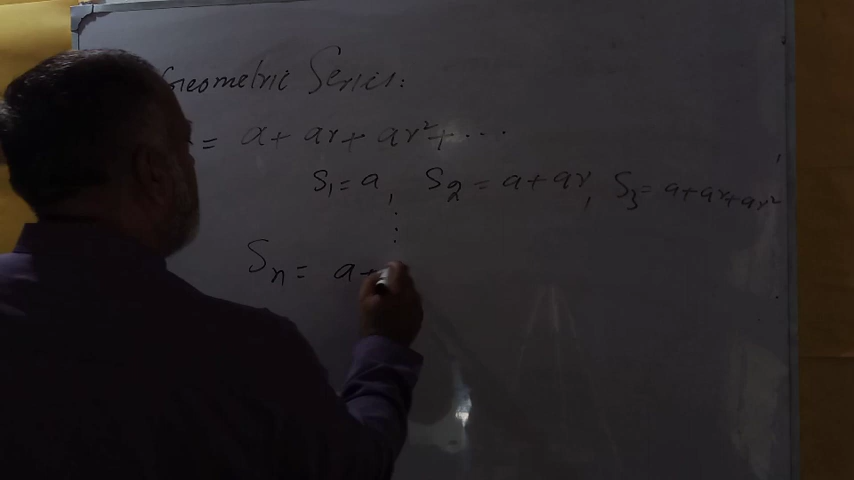 Geometric Series:
= a + ar + ar² + ...
S₁ = a, S₂ = a + ar, S₃ = a + ar + ar²
⋮
Sₙ = a +